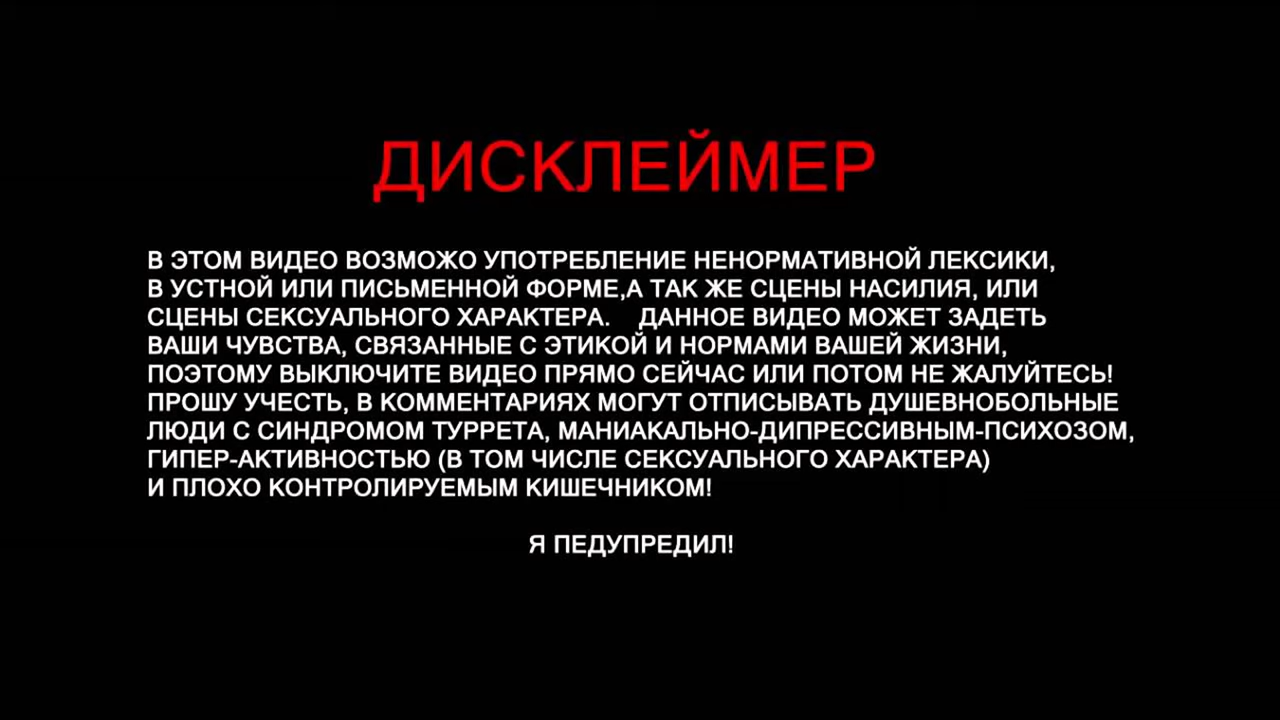 ДИСКЛЕЙМЕР
В ЭТОМ ВИДЕО ВОЗМОЖО УПОТРЕБЛЕНИЕ НЕНОРМАТИВНОЙ ЛЕКСИКИ,
В УСТНОЙ ИЛИ ПИСЬМЕННОЙ ФОРМЕ,А ТАК ЖЕ СЦЕНЫ НАСИЛИЯ, ИЛИ
СЦЕНЫ СЕКСУАЛЬНОГО ХАРАКТЕРА. ДАННОЕ ВИДЕО МОЖЕТ ЗАДЕТЬ
ВАШИ ЧУВСТВА, СВЯЗАННЫЕ С ЭТИКОЙ И НОРМАМИ ВАШЕЙ ЖИЗНИ,
ПОЭТОМУ ВЫКЛЮЧИТЕ ВИДЕО ПРЯМО СЕЙЧАС ИЛИ ПОТОМ НЕ ЖАЛУЙТЕСЬ!
ПРОШУ УЧЕСТЬ, В КОММЕНТАРИЯХ МОГУТ ОТПИСЫВАТЬ ДУШЕВНОБОЛЬНЫЕ
ЛЮДИ С СИНДРОМОМ ТУРРЕТА, МАНИАКАЛЬНО-ДИПРЕССИВНЫМ-ПСИХОЗОМ,
ГИПЕР-АКТИВНОСТЬЮ (В ТОМ ЧИСЛЕ СЕКСУАЛЬНОГО ХАРАКТЕРА)
И ПЛОХО КОНТРОЛИРУЕМЫМ КИШЕЧНИКОМ!
Я ПЕДУПРЕДИЛ!